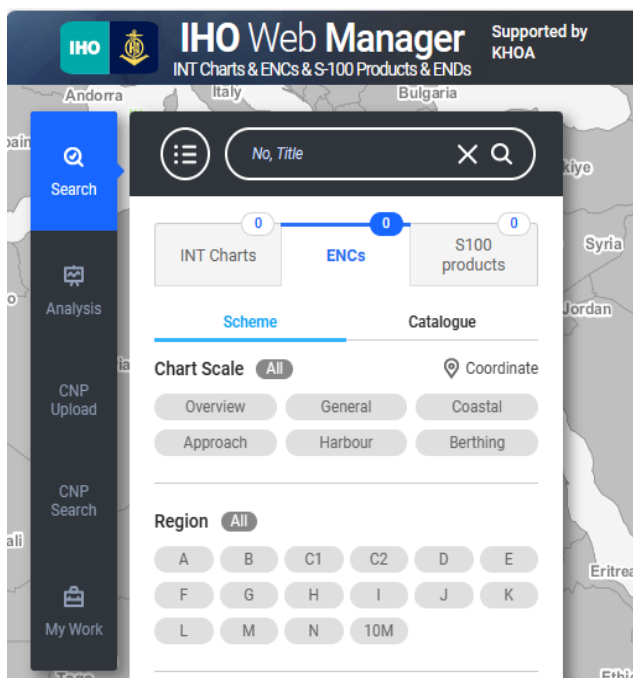 IHO
IHO Web Manager
INT Charts & ENCs & S-100 Products & ENDs
Supported by
KHOA
Andorra
Italy
Bulgaria
Search
No, Title
Syria
0
0
0
INT Charts
ENCs
S100
products
Analysis
Jordan
Scheme
Catalogue
Chart Scale All
Coordinate
CNP
Upload
Overview
General
Coastal
Approach
Harbour
Berthing
CNP
Search
Region All
A
B
C1
C2
D
E
F
G
H
I
J
K
L
M
N
10M
My Work